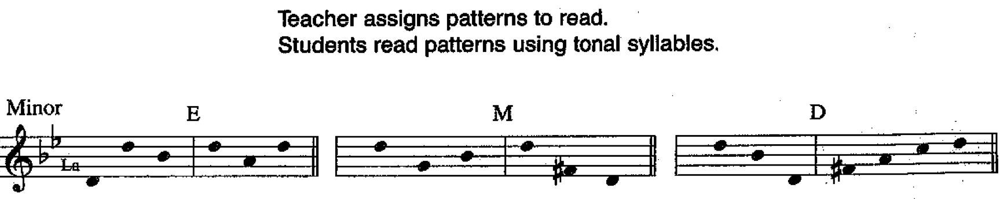 Teacher assigns patterns to read.
Students read patterns using tonal syllables.
Minor E M D
La